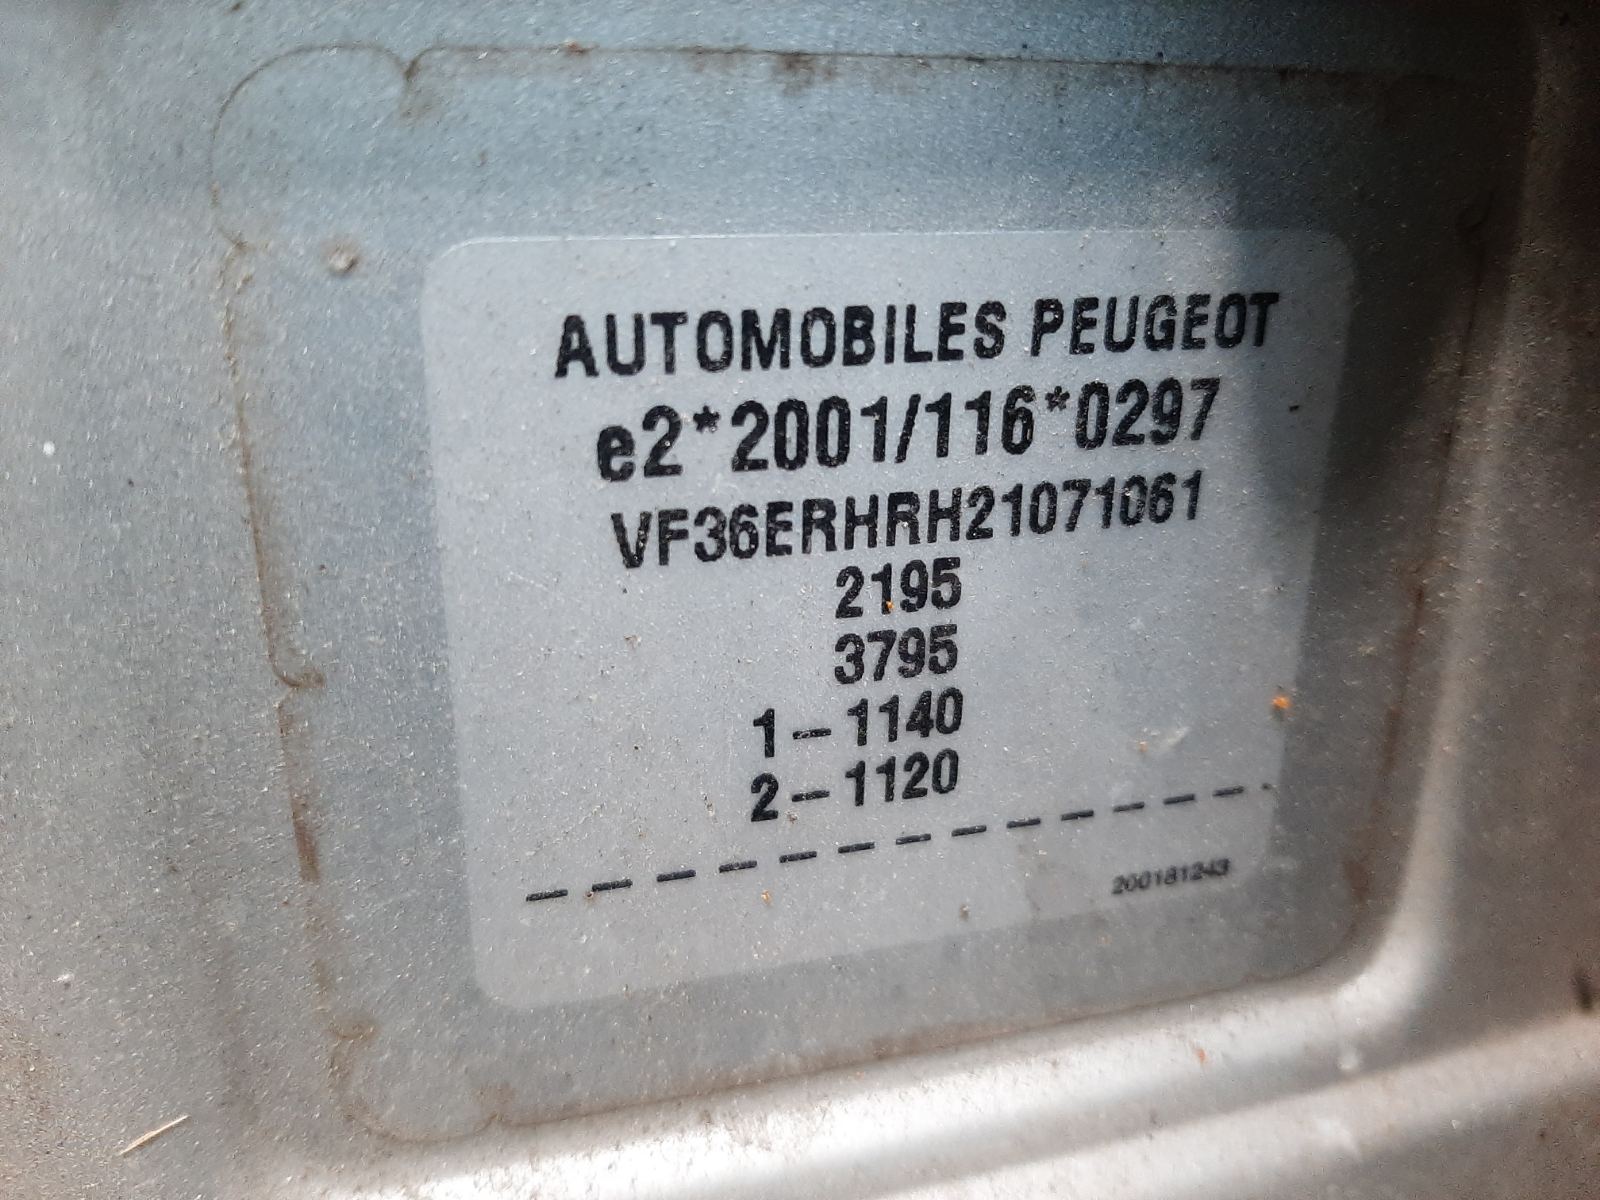 AUTOMOBILES PEUGEOT
e2*2001/116*0297
VF36ERHRH21071061
2195
3795
1-1140
2-1120
200181243